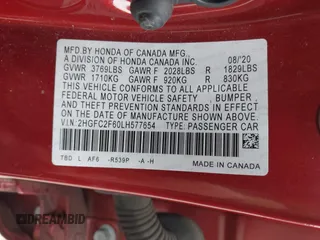 MFD.BY HONDA OF CANADA MFG.,
A DIVISION OF HONDA CANADA INC. 08/'20
GVWR 3769LBS GAWR F 2028LBS R 1829LBS
GVWR 1710KG GAWR F 920KG R 830KG
THIS VEHICLE CONFORMS TO ALL APPLICABLE
FEDERAL MOTOR VEHICLE SAFETY , BUMPER ,
AND THEFT PREVENTION STANDARDS IN EFFECT
ON THE DATE OF MANUFACTURE SHOWN ABOVE.
V.I.N:2HGFC2F60LH577654 TYPE:PASSENGER CAR
TBD L AF6 -R539P -A -H
MADE IN CANADA
DREAMBID